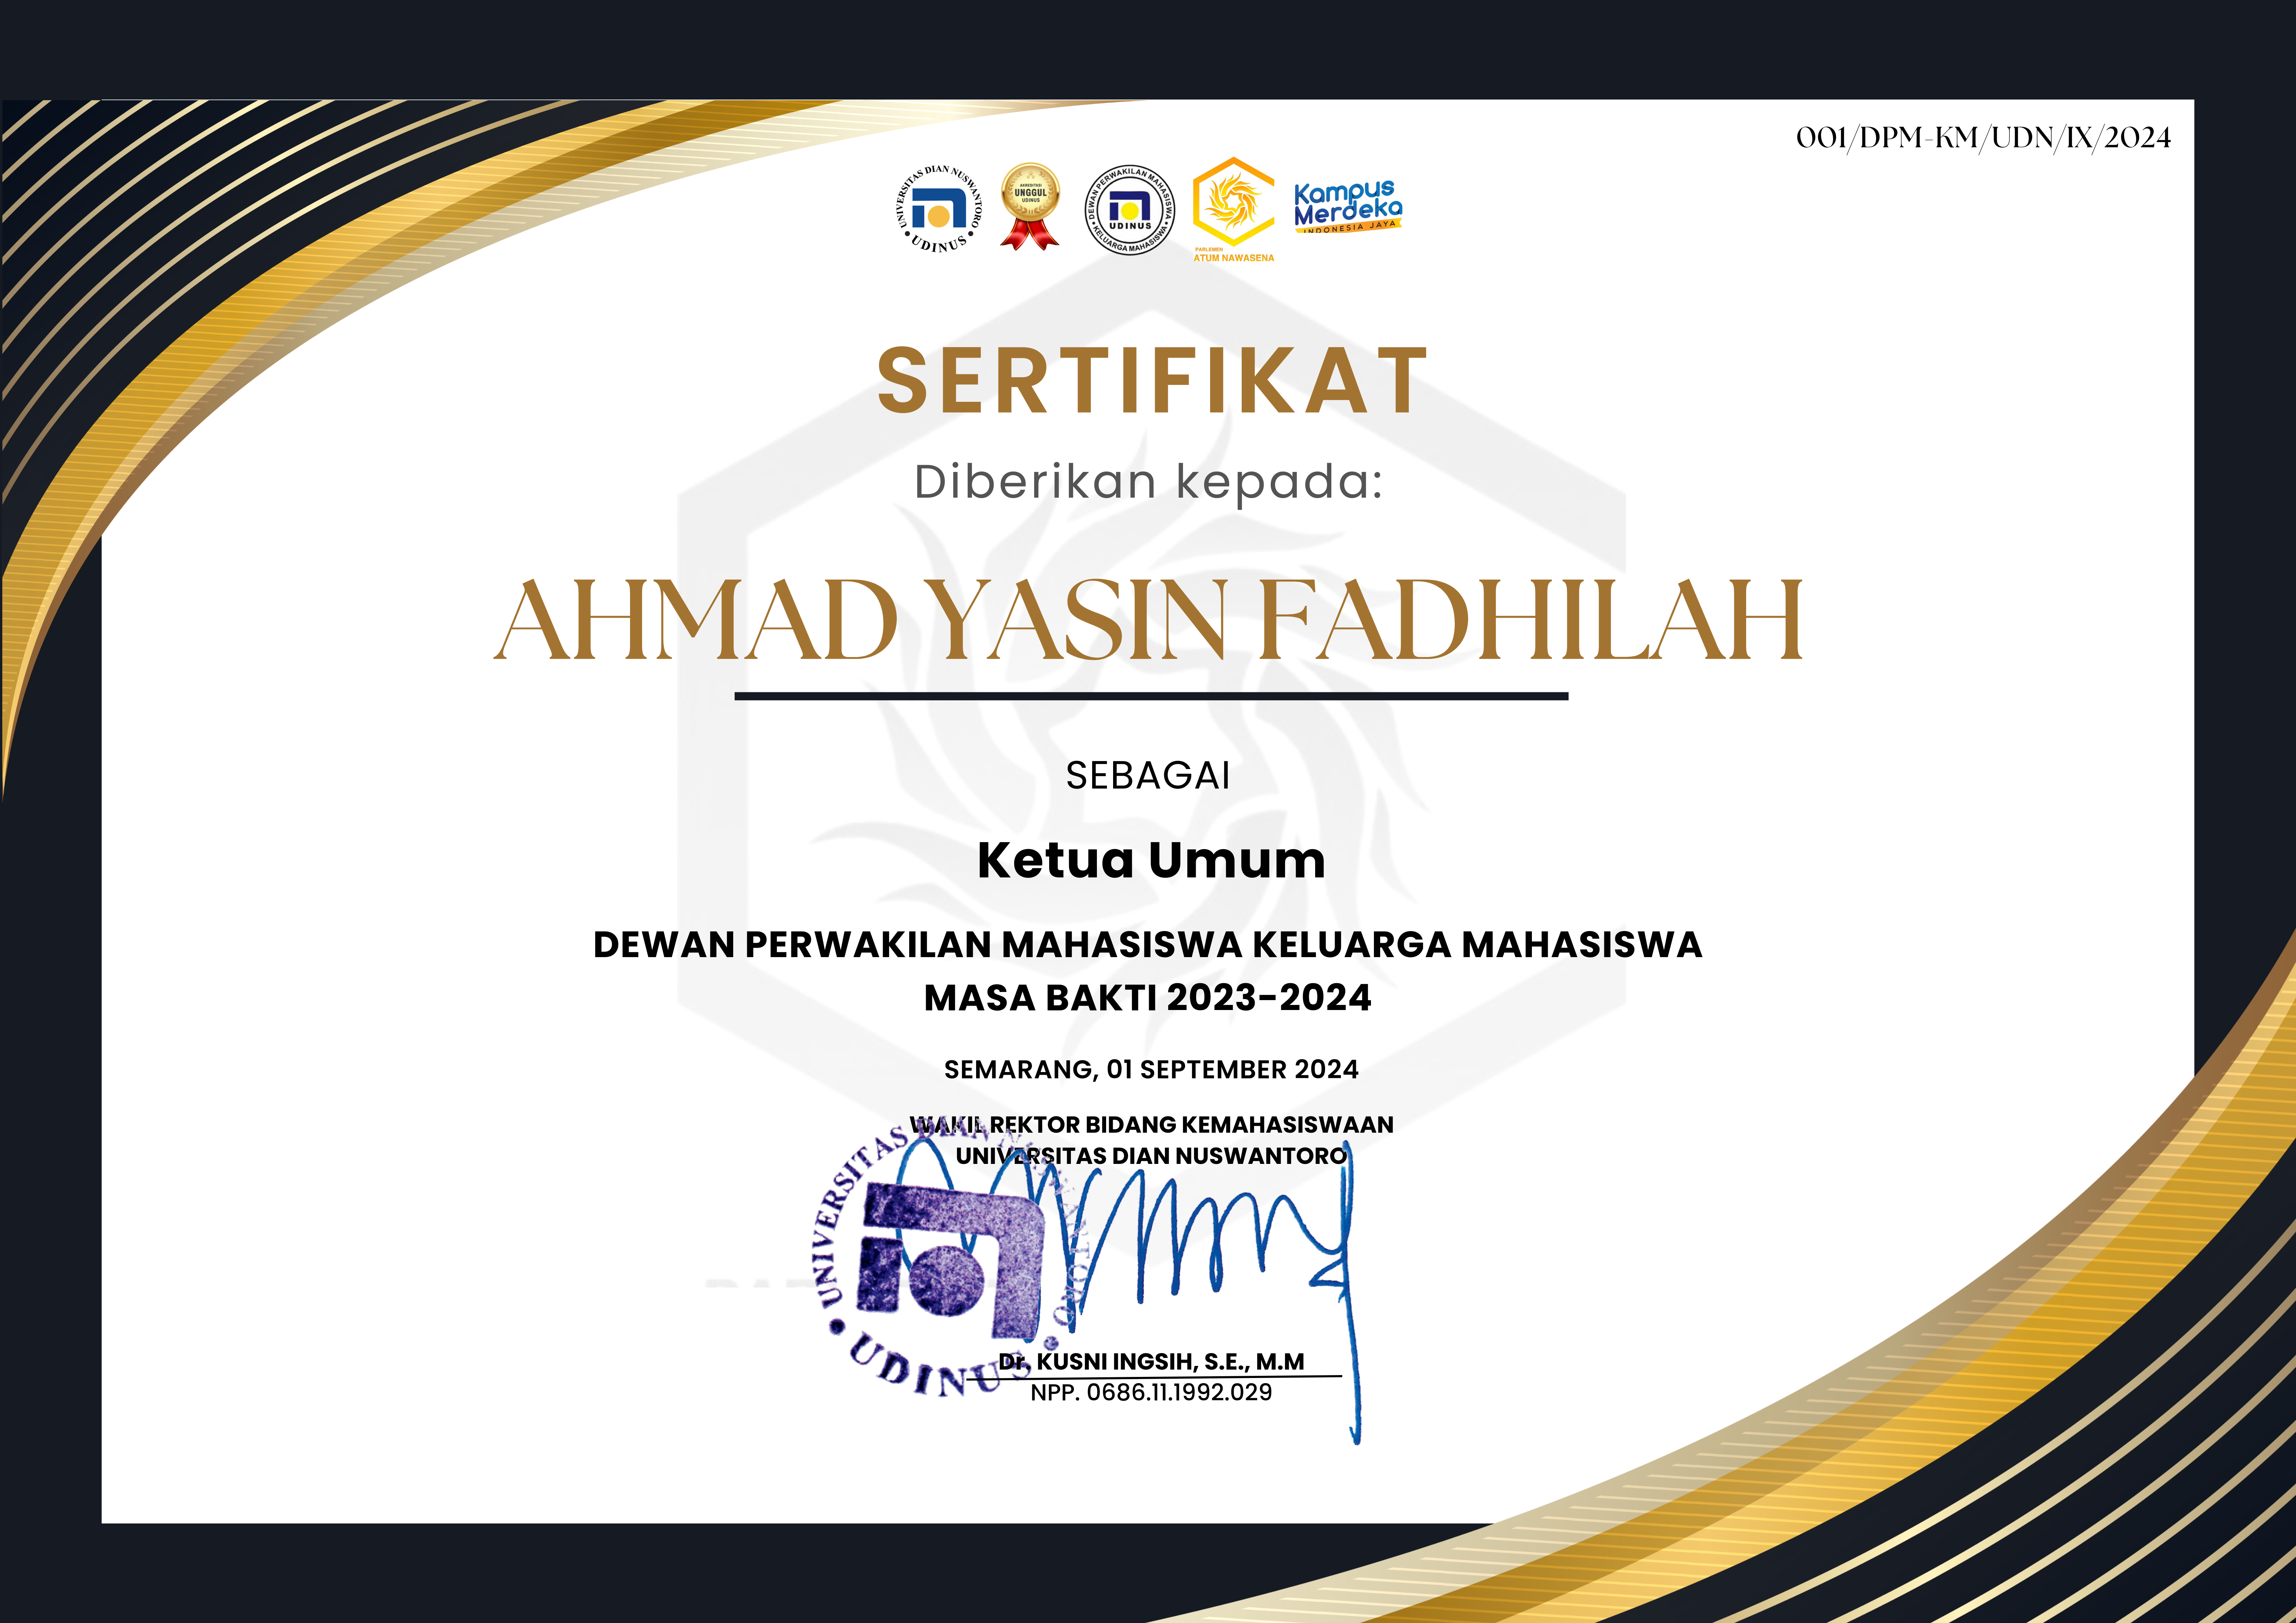 001/DPM-KM/UDN/IX/2024
UNIVERSITAS DIAN NUSWANTORO
UDINUS
AKREDITASI
UNGGUL
UDINUS
DEWAN PERWAKILAN MAHASISWA
UDINUS
KELUARGA MAHASISWA
PARLEMEN
ATUM NAWASENA
Kampus
Merdeka
INDONESIA JAYA
SERTIFIKAT
Diberikan kepada:
AHMAD YASIN FADHILAH
SEBAGAI
Ketua Umum
DEWAN PERWAKILAN MAHASISWA KELUARGA MAHASISWA
MASA BAKTI 2023-2024
SEMARANG, 01 SEPTEMBER 2024
WAKIL REKTOR BIDANG KEMAHASISWAAN
UNIVERSITAS DIAN NUSWANTORO
UNIVERSITAS DIAN NUSWANTORO
UDINUS
Dr. KUSNI INGSIH, S.E., M.M
NPP. 0686.11.1992.029